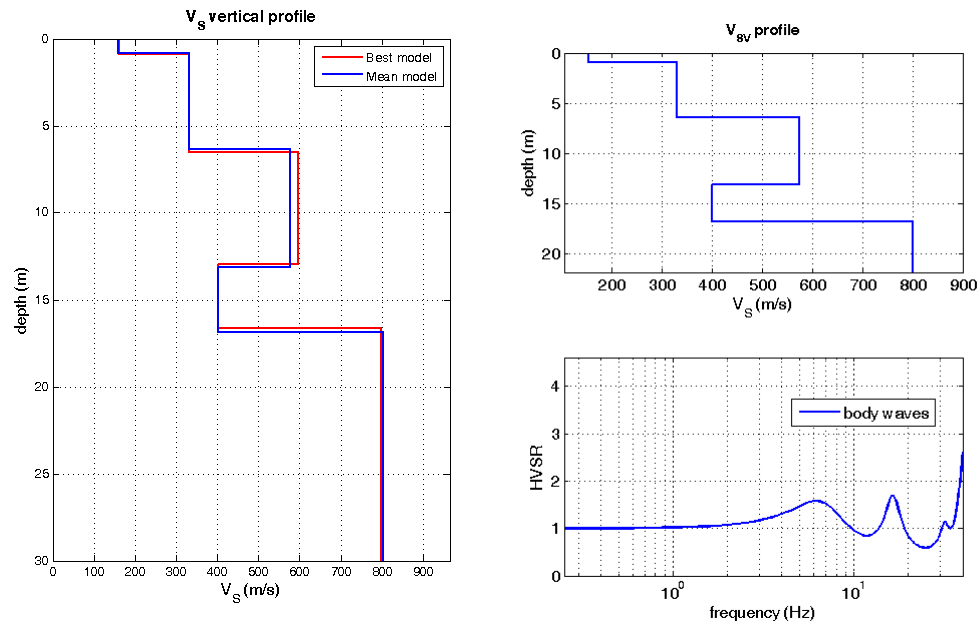 V_S vertical profile
Best model
Mean model
0
5
10
15
20
25
30
depth (m)
0 100 200 300 400 500 600 700 800 900
V_S (m/s)
V_SV profile
0
5
10
15
20
depth (m)
200 300 400 500 600 700 800 900
V_S (m/s)
body waves
4
3
2
1
0
HVSR
10^0 10^1
frequency (Hz)